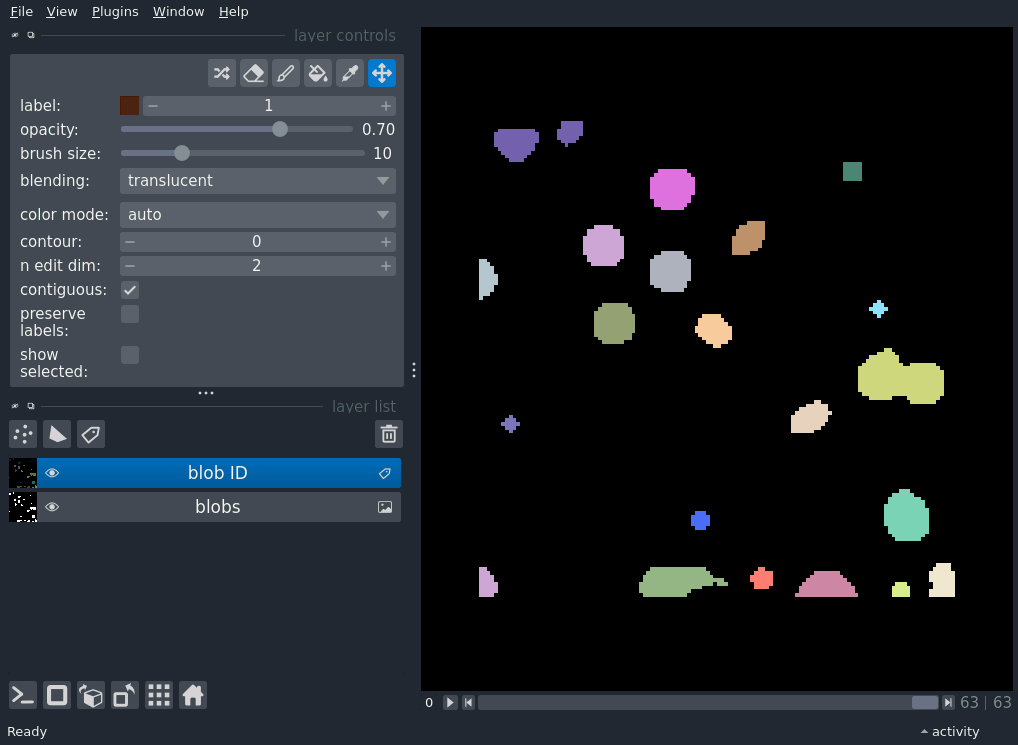 File View Plugins Window Help
layer controls
label: 1
opacity: 0.70
brush size: 10
blending: translucent
color mode: auto
contour: 0
n edit dim: 2
contiguous:
preserve
labels:
show
selected:
layer list
blob ID
blobs
0 63 | 63
Ready activity